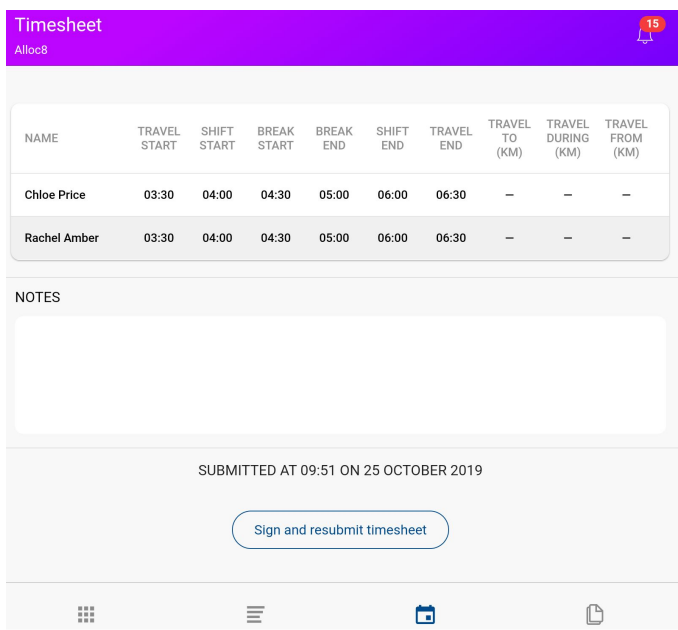 Timesheet
15
Alloc8
NAME TRAVEL START SHIFT START BREAK START BREAK END SHIFT END TRAVEL END TRAVEL TO (KM) TRAVEL DURING (KM) TRAVEL FROM (KM)
Chloe Price 03:30 04:00 04:30 05:00 06:00 06:30 – – –
Rachel Amber 03:30 04:00 04:30 05:00 06:00 06:30 – – –
NOTES
SUBMITTED AT 09:51 ON 25 OCTOBER 2019
Sign and resubmit timesheet